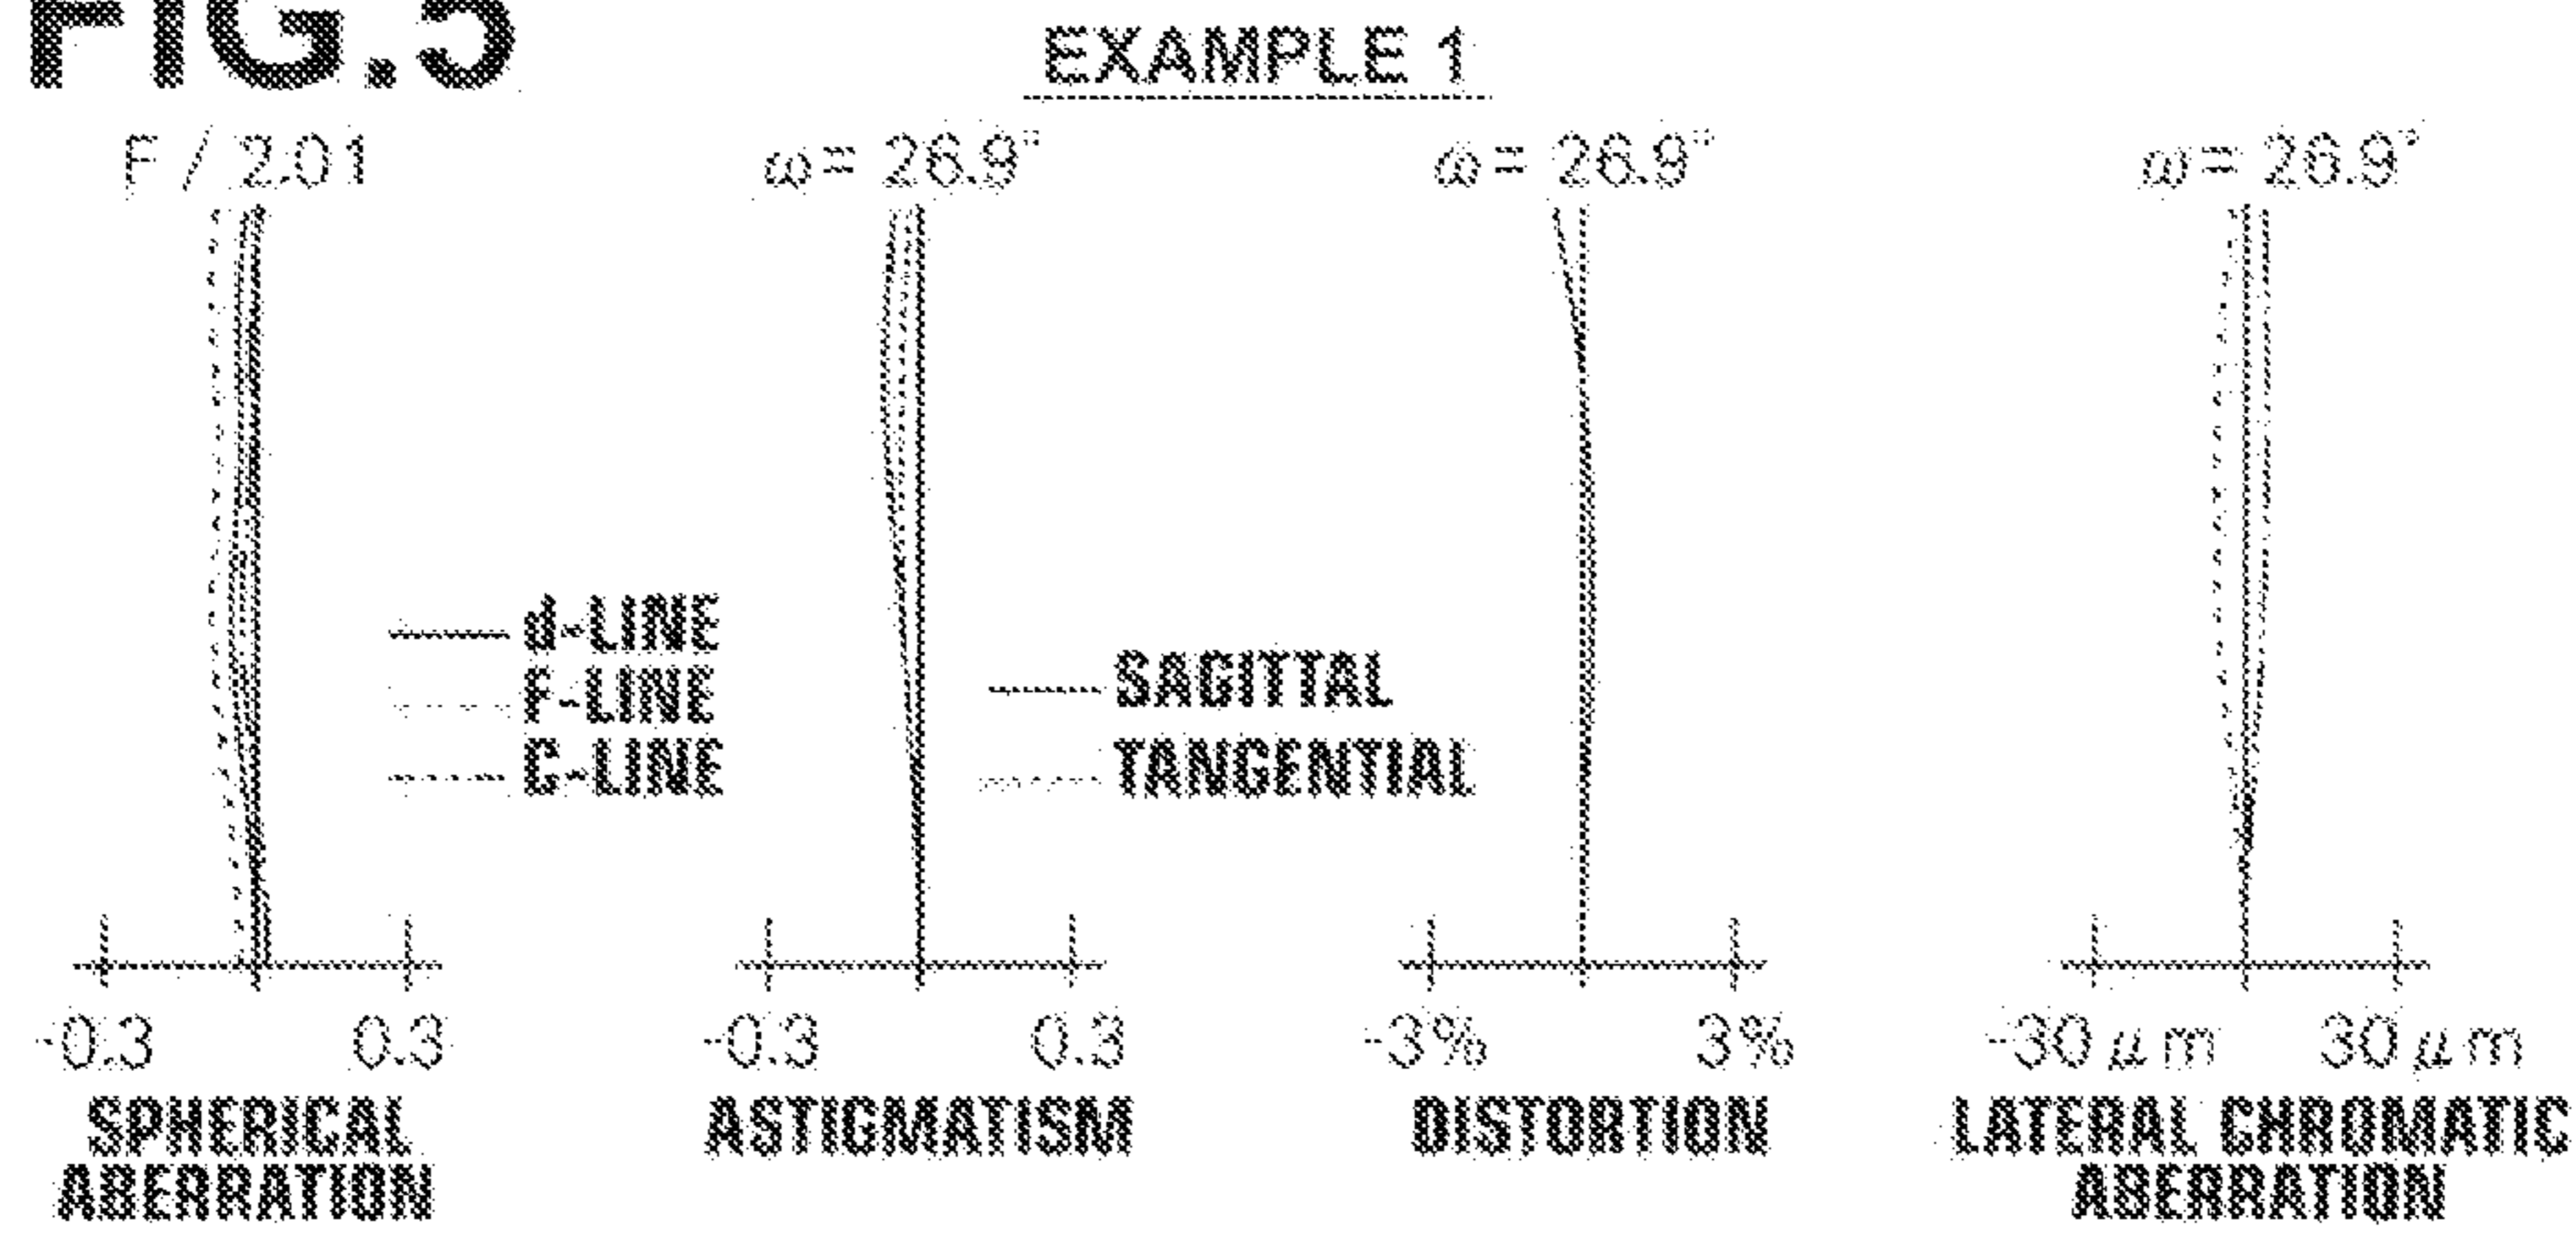 FIG.5
EXAMPLE 1
F / 2.01
ω = 26.9°
ω = 26.9°
ω = 26.9°
d-LINE
F-LINE
C-LINE
SAGITTAL
TANGENTIAL
-0.3
0.3
-0.3
0.3
-3%
3%
-30μm
30μm
SPHERICAL
ABERRATION
ASTIGMATISM
DISTORTION
LATERAL CHROMATIC
ABERRATION